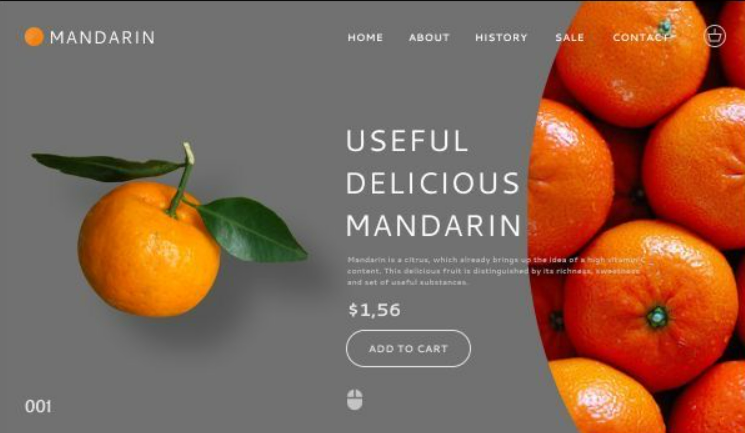 MANDARIN
HOME ABOUT HISTORY SALE CONTACT
USEFUL
DELICIOUS
MANDARIN
Mandarin is a citrus, which already brings up the idea of a high vitamin C
content. This delicious fruit is distinguished by its richness, sweetness
and set of useful substances.
$1,56
ADD TO CART
001